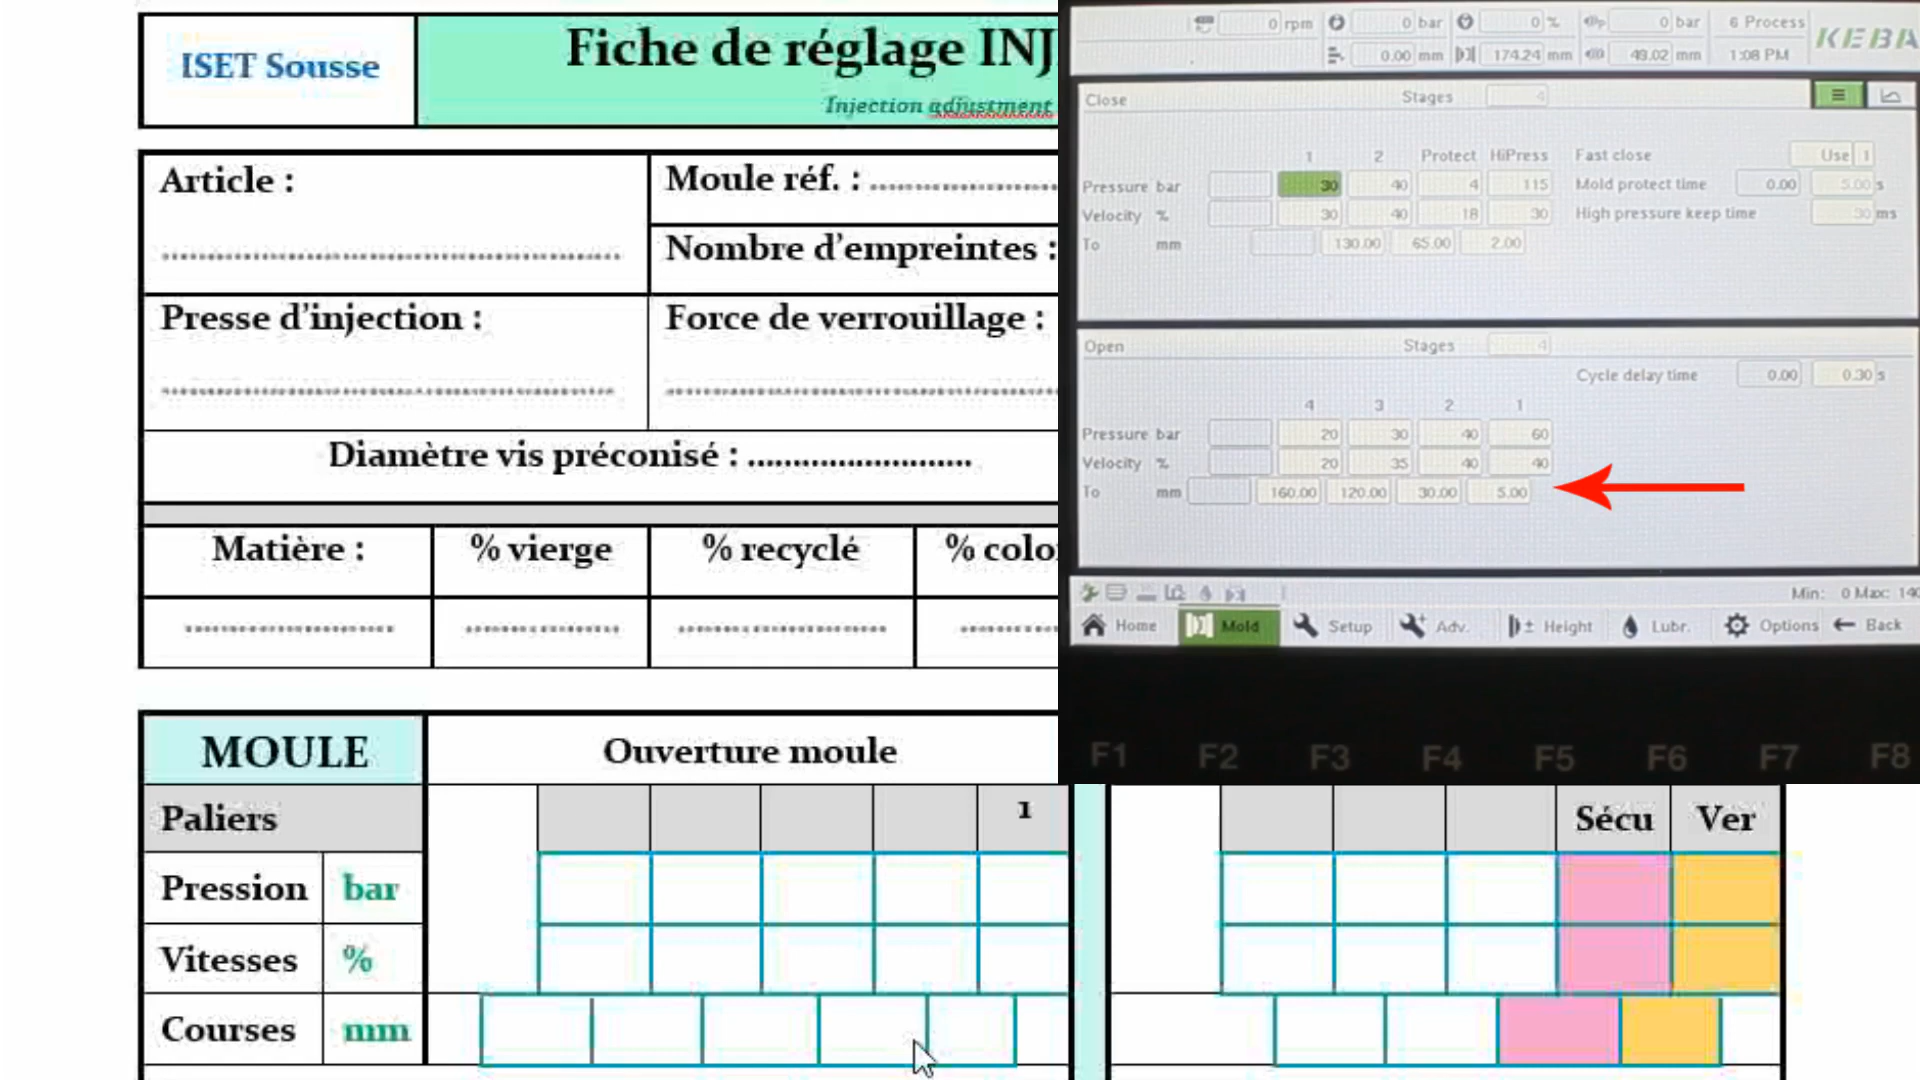 ISET Sousse
Fiche de réglage INJ
Injection adjustment
Article :
Moule réf. :
Nombre d’empreintes :
Presse d’injection :
Force de verrouillage :
Diamètre vis préconisé :
Matière : % vierge % recyclé % colo
MOULE Ouverture moule
Paliers 1 Sécu Ver
Pression bar
Vitesses %
Courses mm
0 rpm 0 bar 0 % 0 bar 6 Process
KEBA
0.00 mm 174.24 mm 49.02 mm 1:08 PM
Close Stages 4
1 2 Protect HiPress Fast close Use 1
Pressure bar 30 40 4 115 Mold protect time 0.00 5.00 s
Velocity % 30 40 18 30 High pressure keep time 30 ms
To mm 130.00 65.00 2.00
Open Stages 4
Cycle delay time 0.00 0.30 s
4 3 2 1
Pressure bar 20 30 40 60
Velocity % 20 35 40 40
To mm 160.00 120.00 30.00 5.00
Min: 0 Max: 140
Home Mold Setup Adv. Height Lubr. Options Back
F1 F2 F3 F4 F5 F6 F7 F8